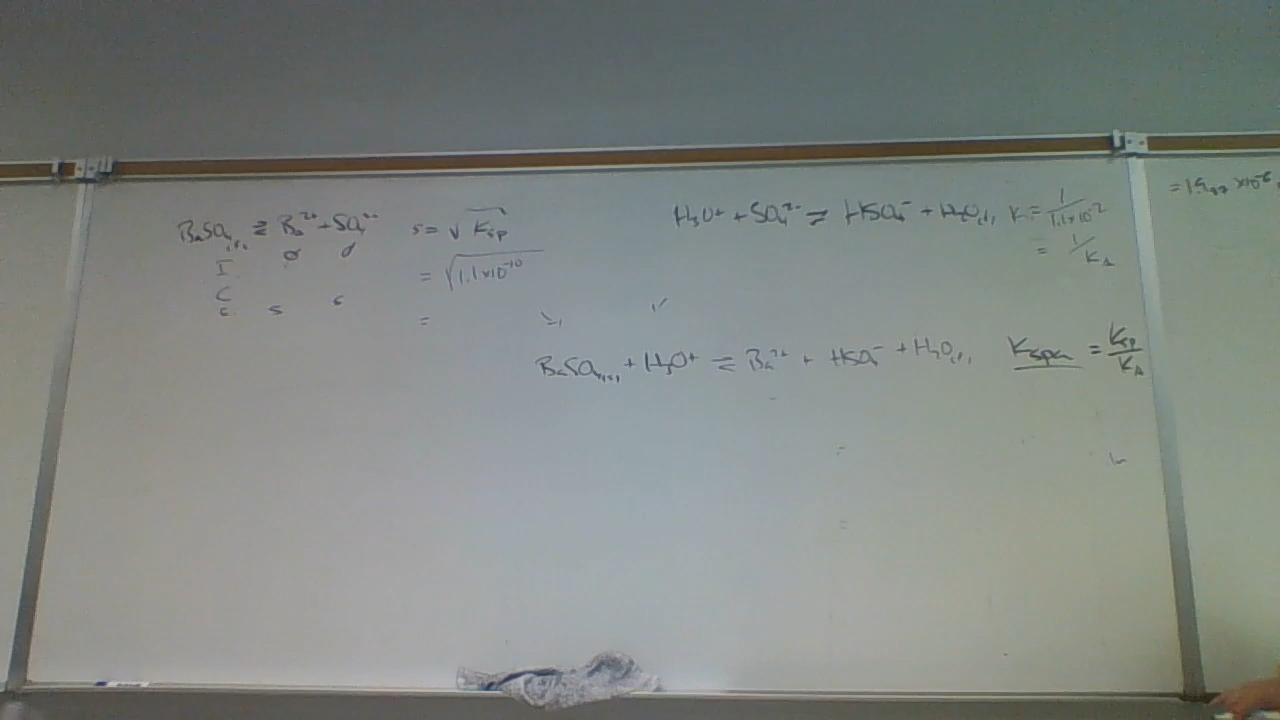 BaSO₄(s) ⇌ Ba²⁺ + SO₄²⁻
I 0 0
C
E s s
s = √Ksp
= √1.1×10⁻¹⁰
=
H₃O⁺ + SO₄²⁻ ⇌ HSO₄⁻ + H₂O(l) K = 1/1.1×10⁻²
= 1/KA
BaSO₄(s) + H₃O⁺ ⇌ Ba²⁺ + HSO₄⁻ + H₂O(l) Kspa = Ksp/KA